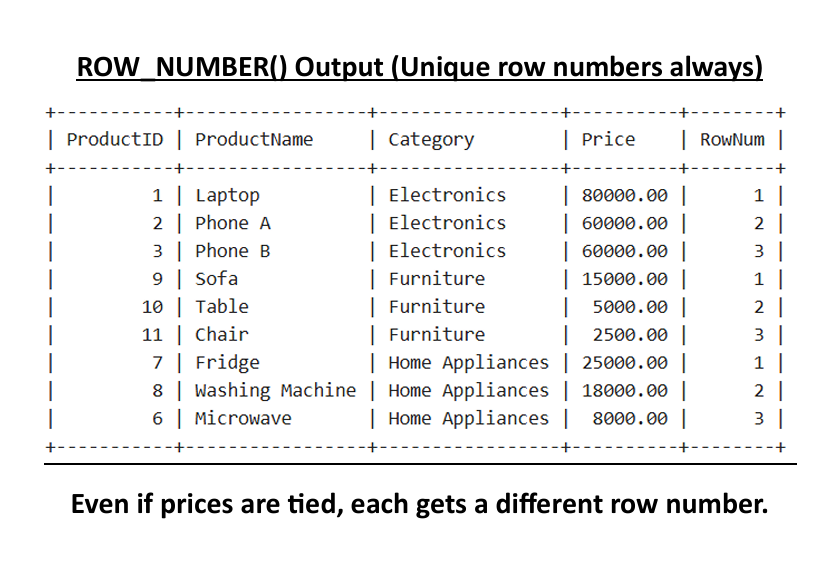 ROW_NUMBER() Output (Unique row numbers always)
+-----------+-----------------+-----------------+----------+--------+
| ProductID | ProductName     | Category        | Price    | RowNum |
+-----------+-----------------+-----------------+----------+--------+
|         1 | Laptop          | Electronics     | 80000.00 |      1 |
|         2 | Phone A         | Electronics     | 60000.00 |      2 |
|         3 | Phone B         | Electronics     | 60000.00 |      3 |
|         9 | Sofa            | Furniture       | 15000.00 |      1 |
|        10 | Table           | Furniture       |  5000.00 |      2 |
|        11 | Chair           | Furniture       |  2500.00 |      3 |
|         7 | Fridge          | Home Appliances | 25000.00 |      1 |
|         8 | Washing Machine | Home Appliances | 18000.00 |      2 |
|         6 | Microwave       | Home Appliances |  8000.00 |      3 |
+-----------+-----------------+-----------------+----------+--------+
Even if prices are tied, each gets a different row number.